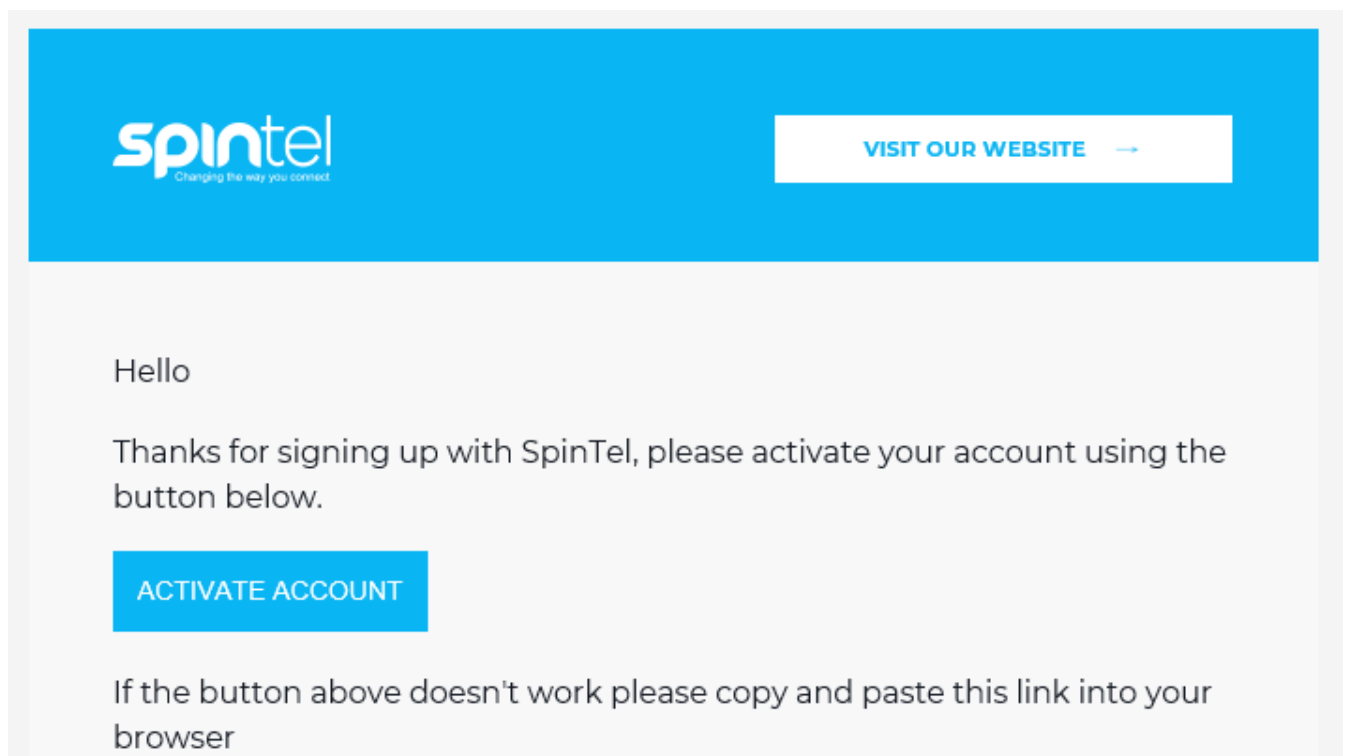 spintel
Changing the way you connect
VISIT OUR WEBSITE →
Hello
Thanks for signing up with SpinTel, please activate your account using the
button below.
ACTIVATE ACCOUNT
If the button above doesn't work please copy and paste this link into your
browser